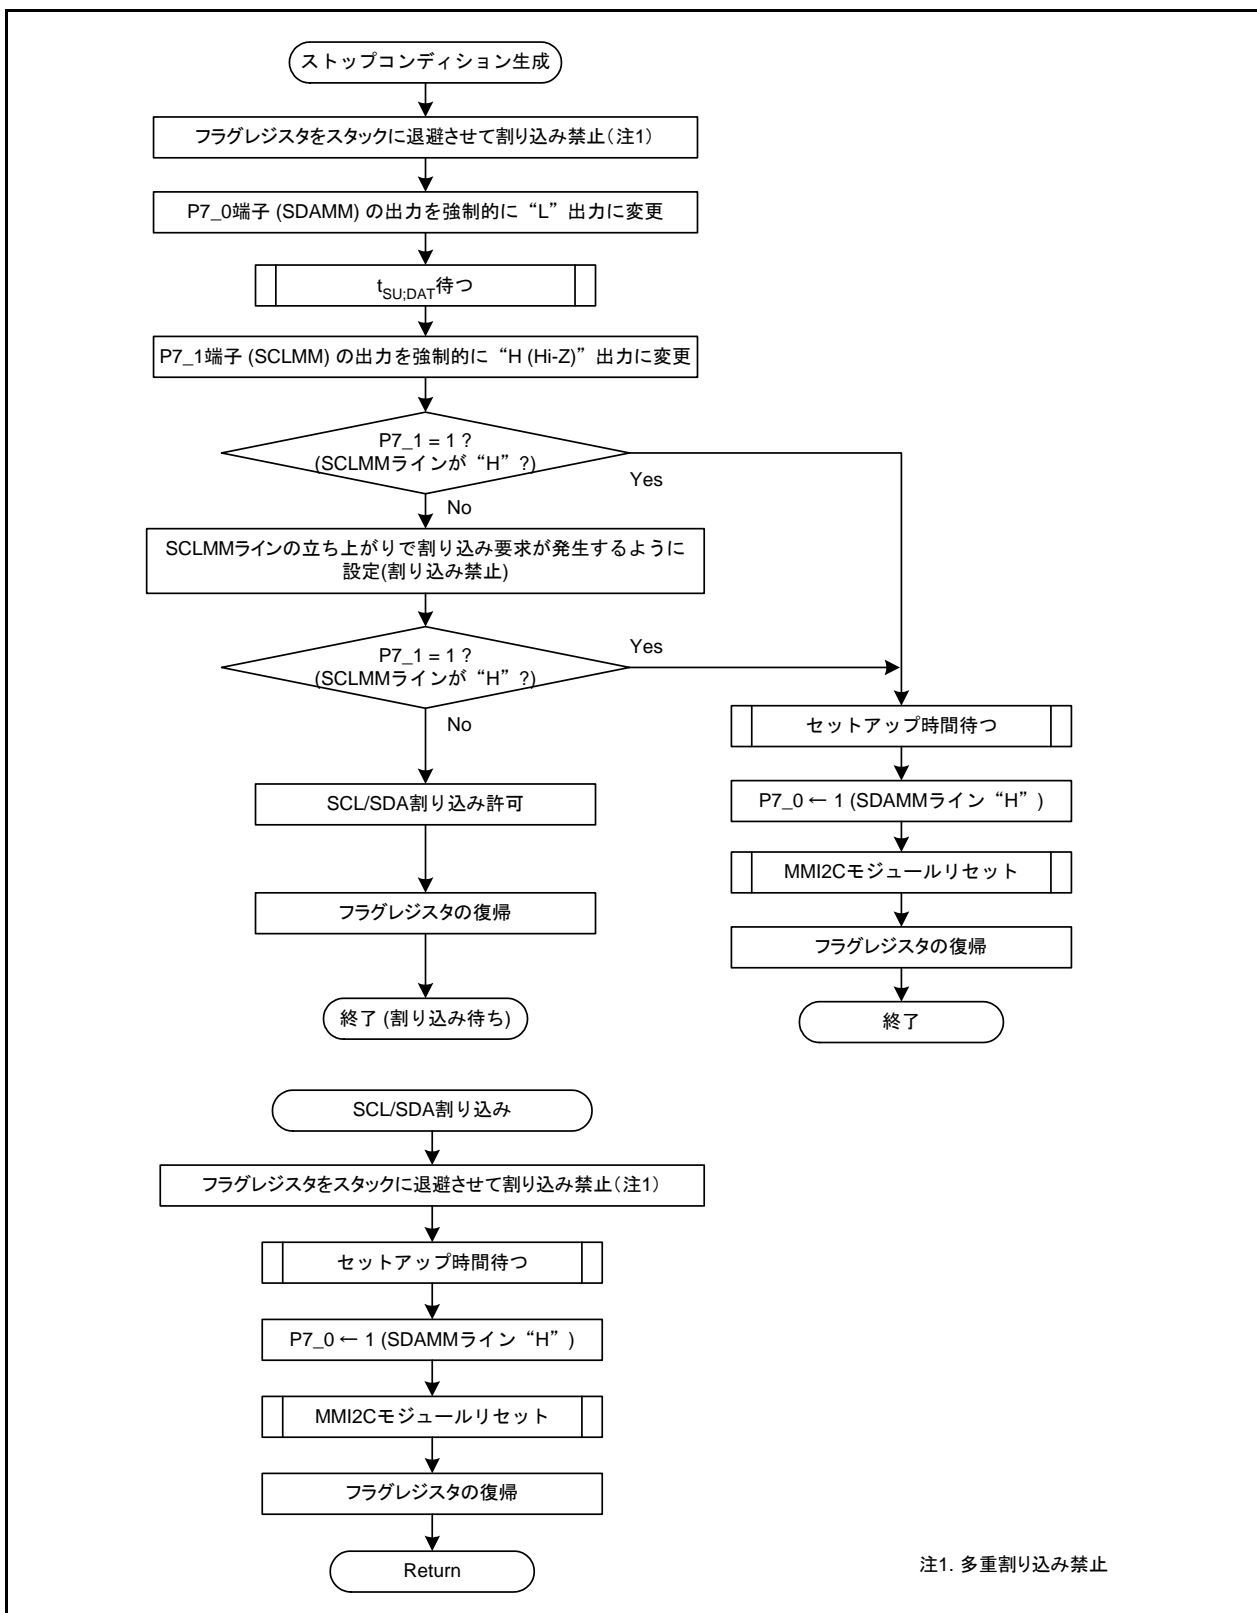 ストップコンディション生成
フラグレジスタをスタックに退避させて割り込み禁止(注1)
P7_0端子 (SDAMM) の出力を強制的に“L”出力に変更
tSU;DAT待つ
P7_1端子 (SCLMM) の出力を強制的に“H (Hi-Z)”出力に変更
P7_1 = 1 ?
(SCLMMラインが“H”?)
Yes
No
SCLMMラインの立ち上がりで割り込み要求が発生するように
設定(割り込み禁止)
P7_1 = 1 ?
(SCLMMラインが“H”?)
Yes
No
SCL/SDA割り込み許可
フラグレジスタの復帰
終了 (割り込み待ち)
セットアップ時間待つ
P7_0 ← 1 (SDAMMライン“H”)
MMI2Cモジュールリセット
フラグレジスタの復帰
終了
SCL/SDA割り込み
フラグレジスタをスタックに退避させて割り込み禁止(注1)
セットアップ時間待つ
P7_0 ← 1 (SDAMMライン“H”)
MMI2Cモジュールリセット
フラグレジスタの復帰
Return
注1. 多重割り込み禁止